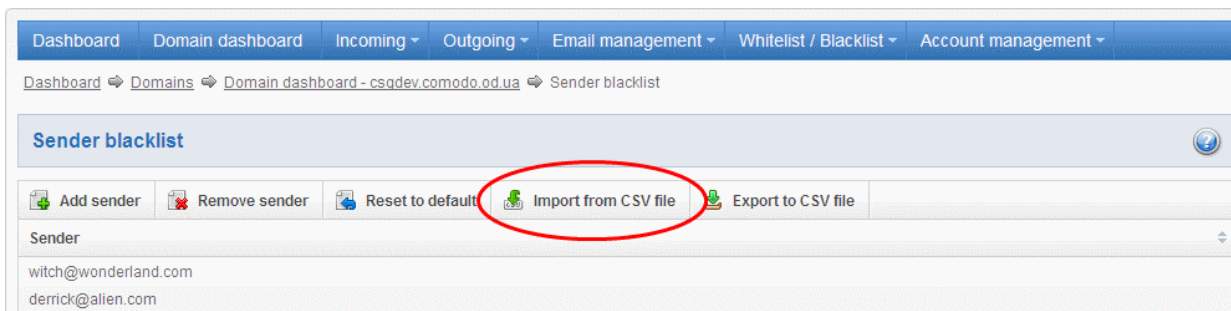 Dashboard Domain dashboard Incoming Outgoing Email management Whitelist / Blacklist Account management
Dashboard Domains Domain dashboard - csgdev.comodo.od.ua Sender blacklist
Sender blacklist
Add sender Remove sender Reset to default Import from CSV file Export to CSV file
Sender
witch@wonderland.com
derrick@alien.com